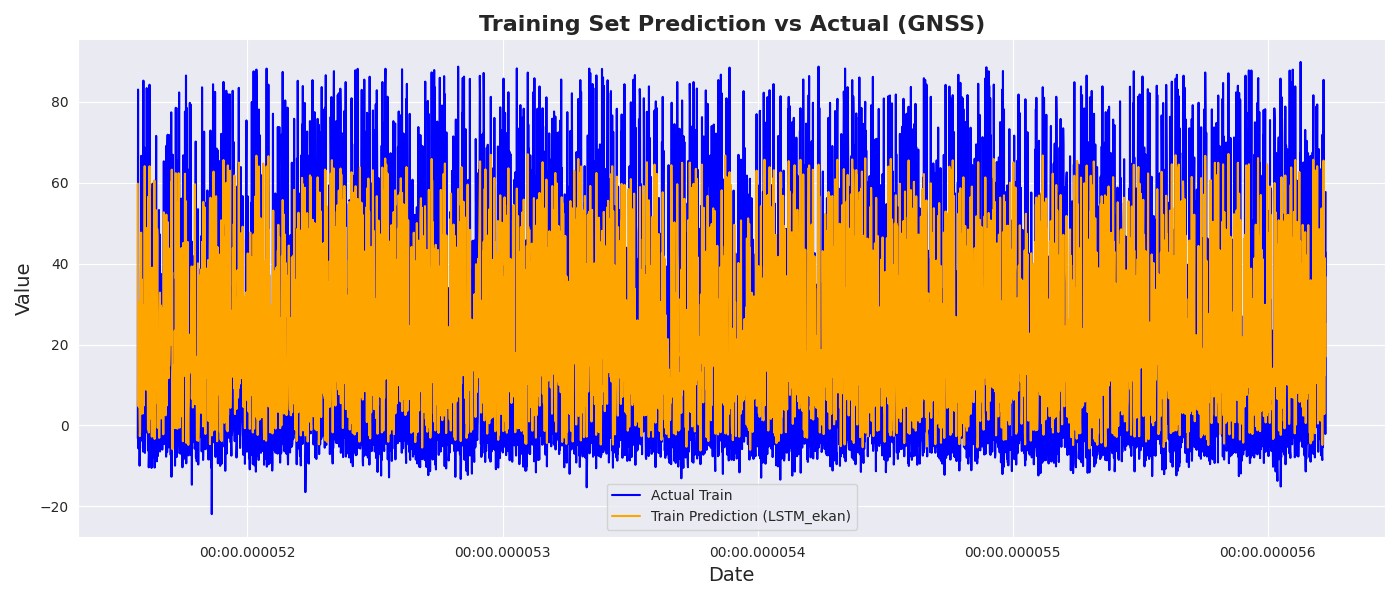 Training Set Prediction vs Actual (GNSS)
Value
80
60
40
20
0
−20
Actual Train
Train Prediction (LSTM_ekan)
00:00.000052
00:00.000053
00:00.000054
00:00.000055
00:00.000056
Date